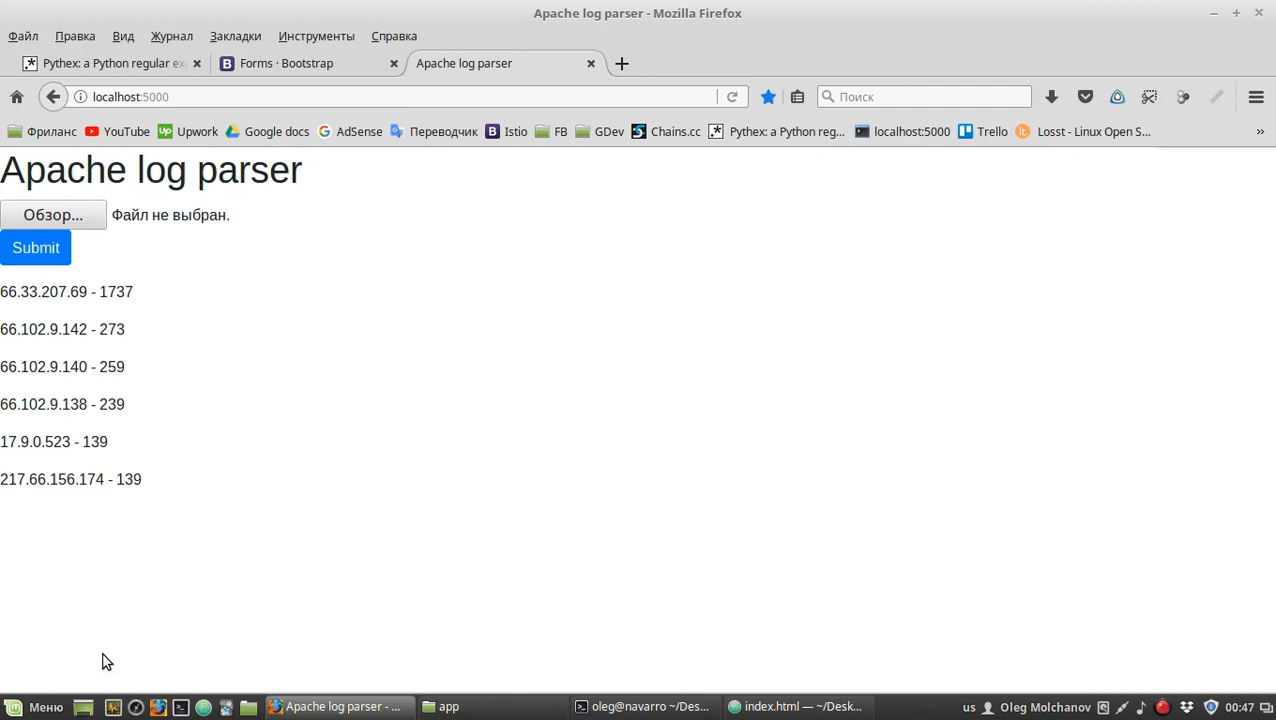 Apache log parser - Mozilla Firefox
Файл Правка Вид Журнал Закладки Инструменты Справка
Pythex: a Python regular ex Forms · Bootstrap Apache log parser
localhost:5000 Поиск
Фриланс YouTube Upwork Google docs AdSense Переводчик Istio FB GDev Chains.cc Pythex: a Python reg... localhost:5000 Trello Losst - Linux Open S...
Apache log parser
Обзор... Файл не выбран.
Submit
66.33.207.69 - 1737
66.102.9.142 - 273
66.102.9.140 - 259
66.102.9.138 - 239
17.9.0.523 - 139
217.66.156.174 - 139
Меню Apache log parser - ... app oleg@navarro ~/Des... index.html — ~/Desk... us Oleg Molchanov 00:47